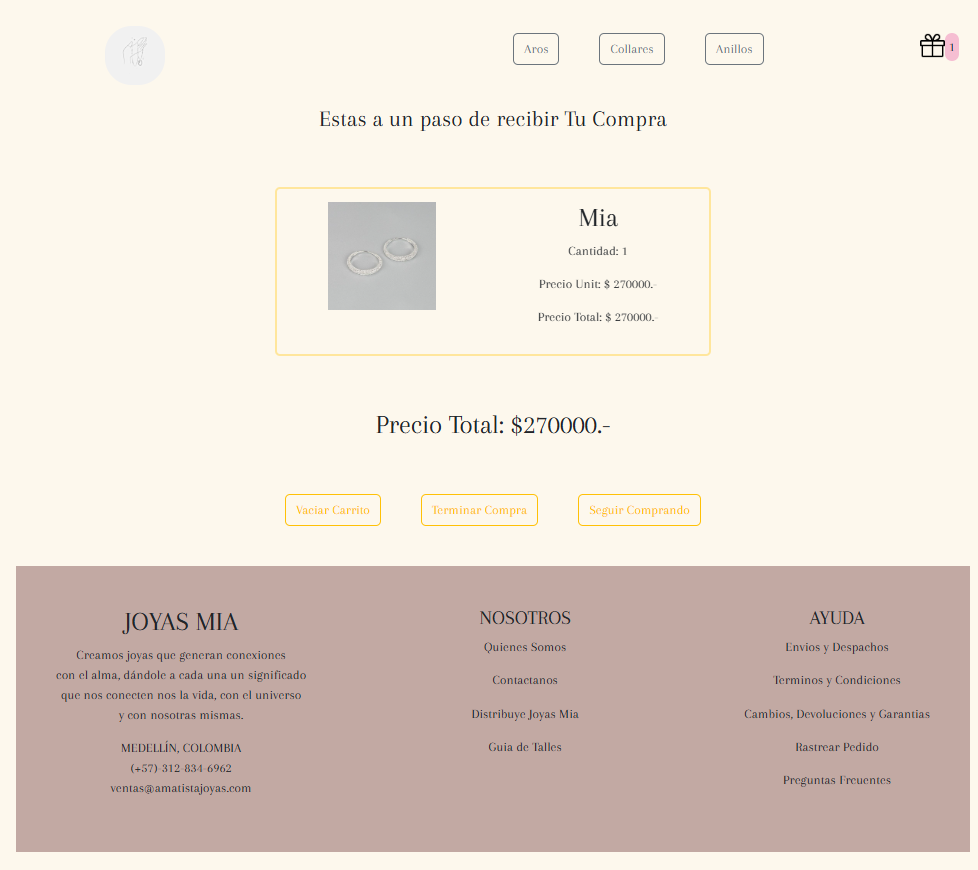 Aros
Collares
Anillos
1
Estas a un paso de recibir Tu Compra
Mia
Cantidad: 1
Precio Unit: $ 270000.-
Precio Total: $ 270000.-
Precio Total: $270000.-
Vaciar Carrito
Terminar Compra
Seguir Comprando
JOYAS MIA
Creamos joyas que generan conexiones
con el alma, dándole a cada una un significado
que nos conecten nos la vida, con el universo
y con nosotras mismas.
MEDELLÍN, COLOMBIA
(+57)-312-834-6962
ventas@amatistajoyas.com
NOSOTROS
Quienes Somos
Contactanos
Distribuye Joyas Mia
Guia de Talles
AYUDA
Envios y Despachos
Terminos y Condiciones
Cambios, Devoluciones y Garantias
Rastrear Pedido
Preguntas Frcuentes